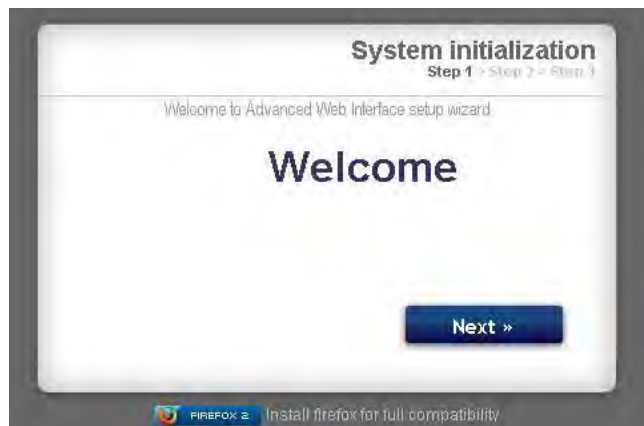 System initialization
Step 1 > Step 2 > Step 3
Welcome to Advanced Web Interface setup wizard
Welcome
Next »
FIREFOX 2 Install firefox for full compatibility